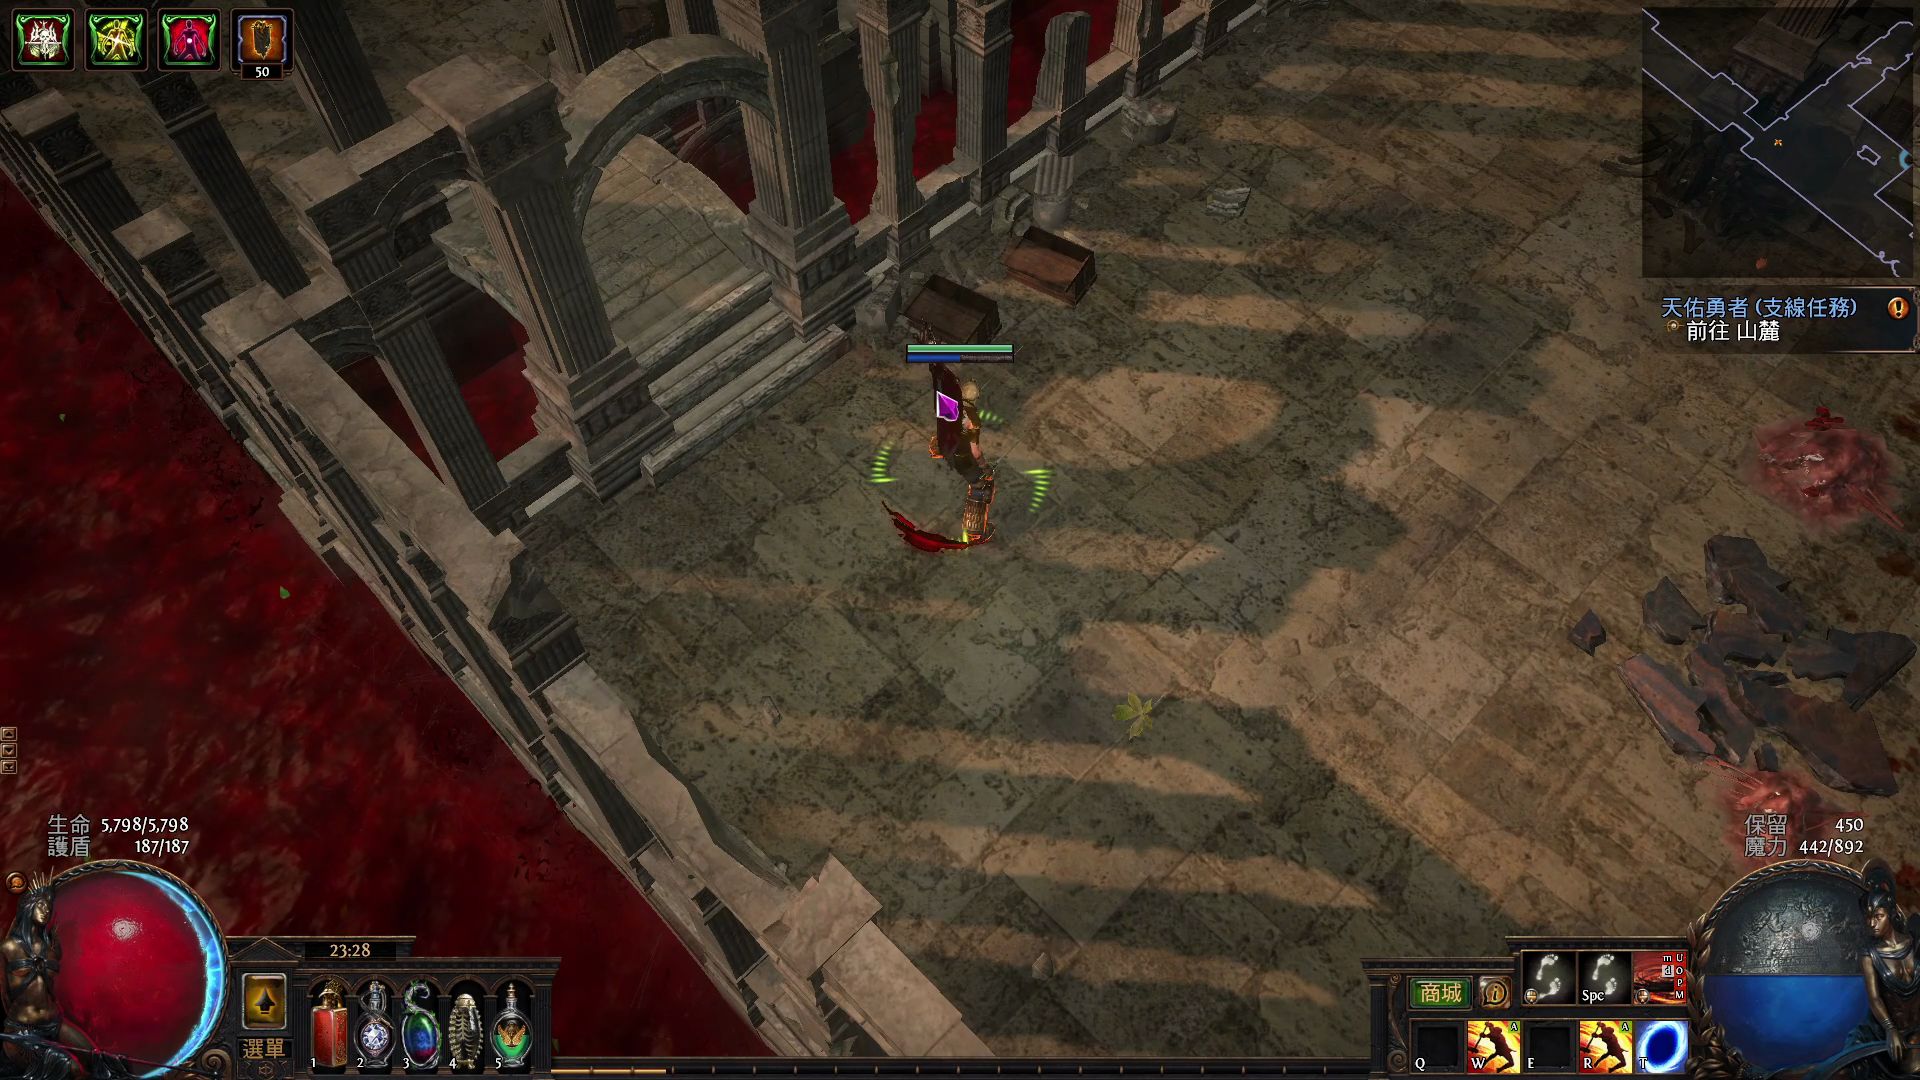 50
天佑勇者 (支線任務)
前往 山麓
生命 5,798/5,798
護盾 187/187
保留 450
魔力 442/892
23:28
選單
1 2 3 4 5
商城
Spc
m U
d O
P
M
Q W A E R A T